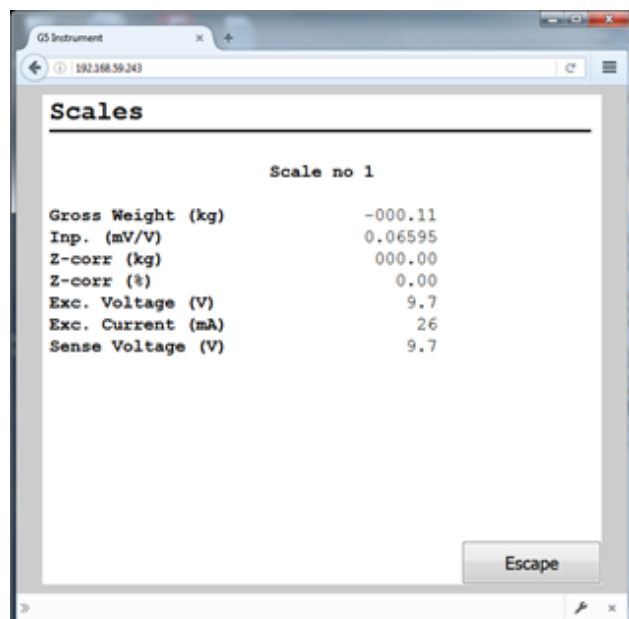 G5 Instrument
192.168.59.243
Scales
Scale no 1
Gross Weight (kg) -000.11
Inp. (mV/V) 0.06595
Z-corr (kg) 000.00
Z-corr (%) 0.00
Exc. Voltage (V) 9.7
Exc. Current (mA) 26
Sense Voltage (V) 9.7
Escape